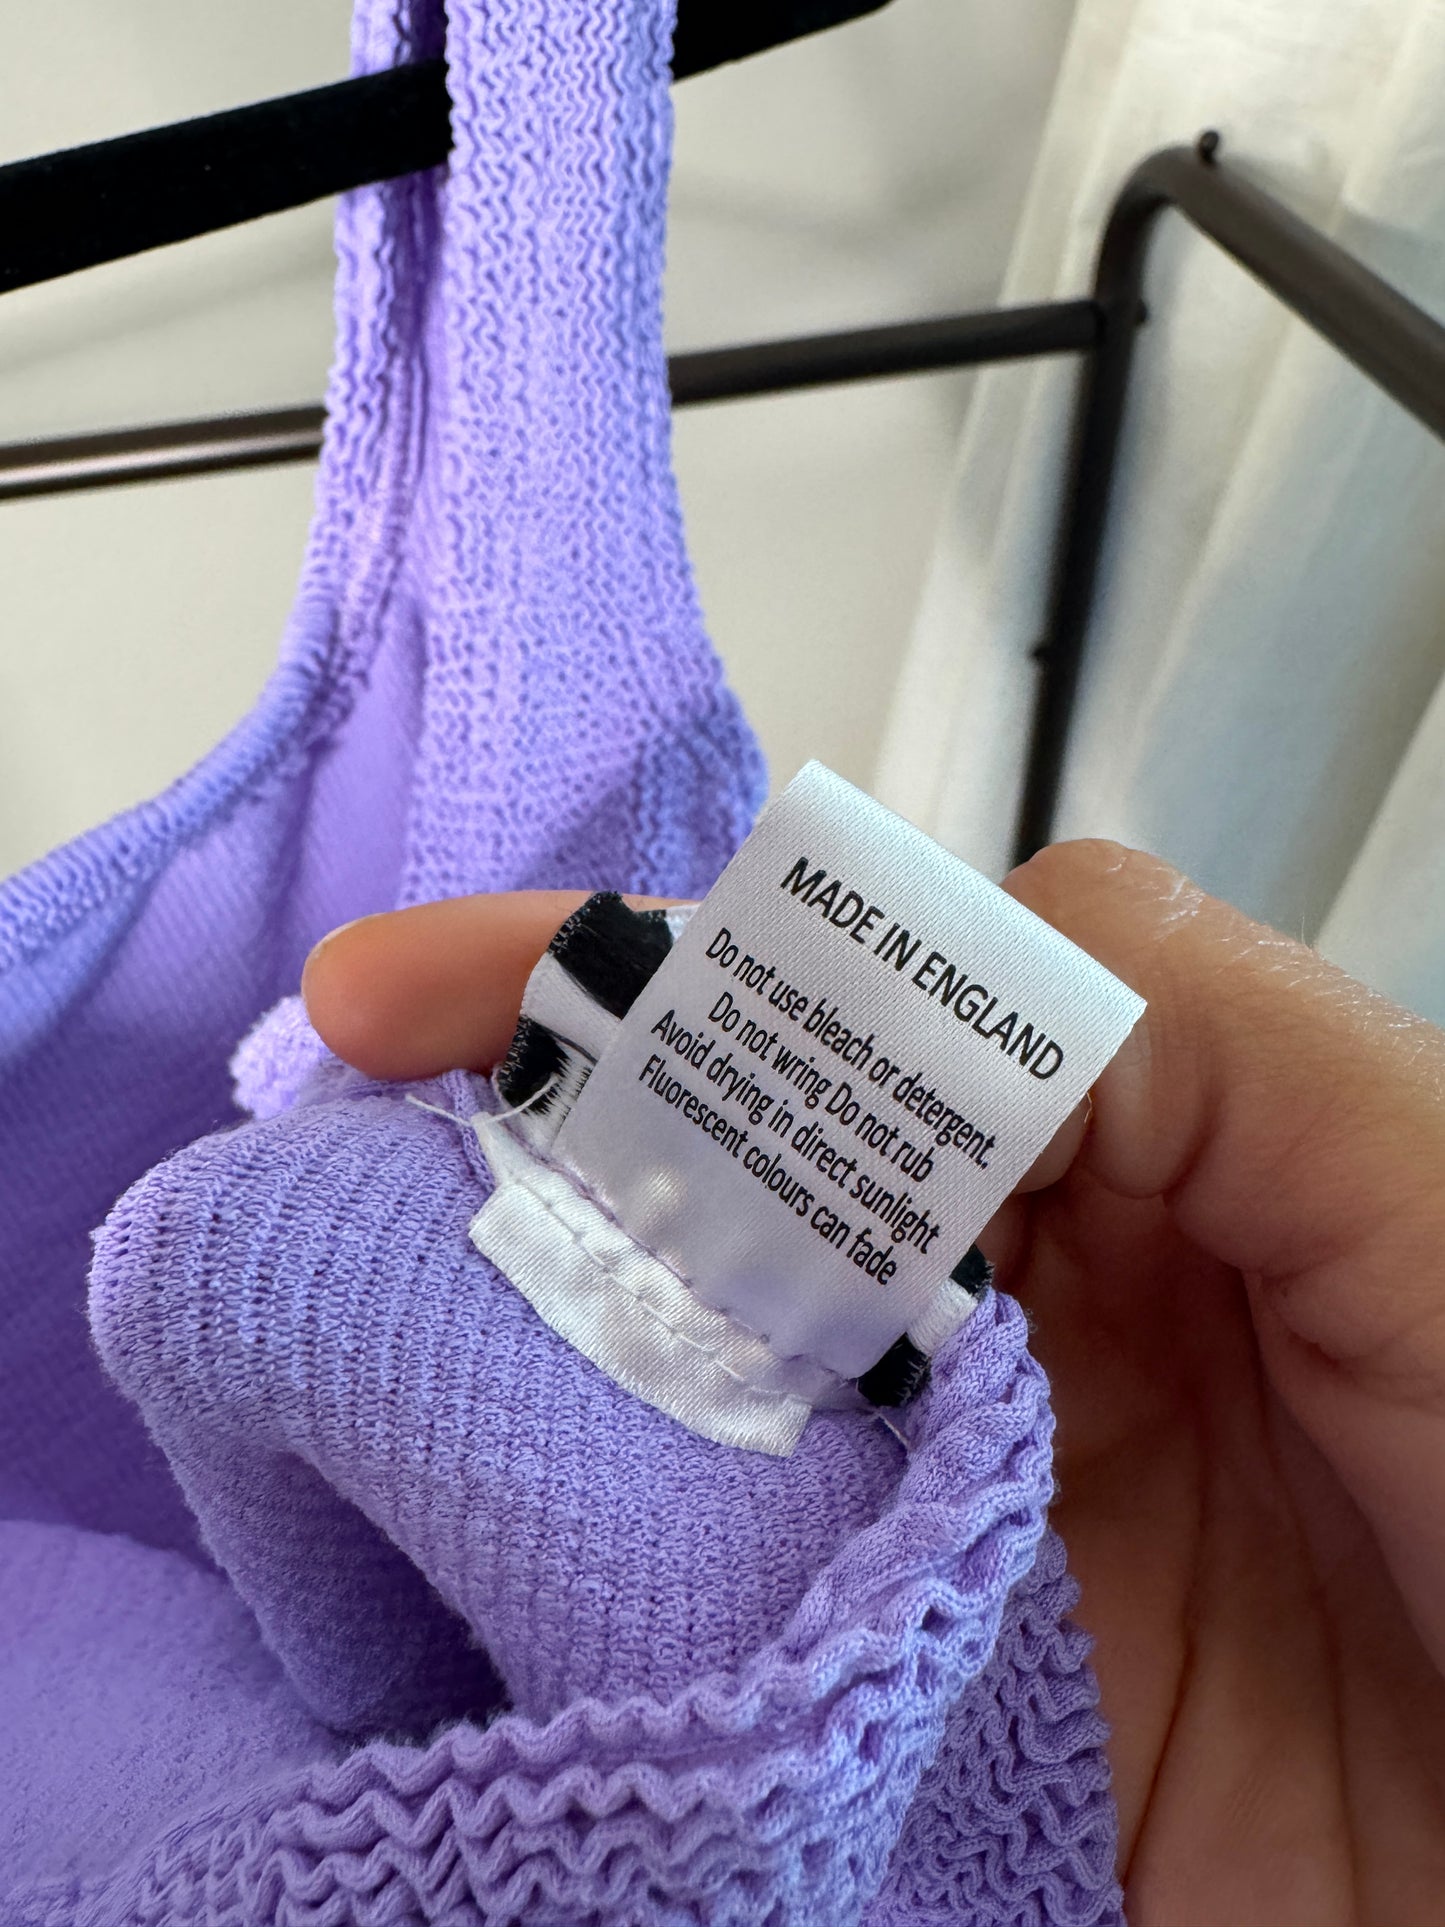 MADE IN ENGLAND
Do not use bleach or detergent.
Do not wring Do not rub
Avoid drying in direct sunlight
Fluorescent colours can fade